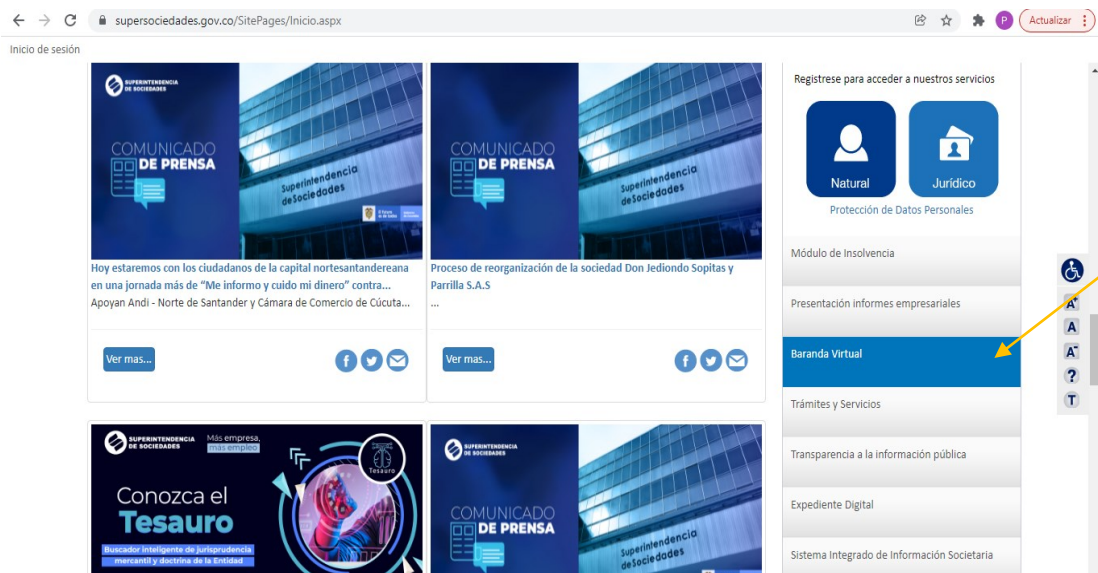 supersociedades.gov.co/SitePages/Inicio.aspx
P
Actualizar
Inicio de sesión
SUPERINTENDENCIA
DE SOCIEDADES
COMUNICADO
DE PRENSA
Superintendencia
de Sociedades
Hoy estaremos con los ciudadanos de la capital nortesantandereana
en una jornada más de “Me informo y cuido mi dinero” contra...
Apoyan Andi - Norte de Santander y Cámara de Comercio de Cúcuta...
Ver mas...
SUPERINTENDENCIA
DE SOCIEDADES
COMUNICADO
DE PRENSA
Superintendencia
de Sociedades
Proceso de reorganización de la sociedad Don Jediondo Sopitas y
Parrilla S.A.S
...
Ver mas...
SUPERINTENDENCIA
DE SOCIEDADES
Más empresa,
más empleo
Tesauro
Conozca el
Tesauro
Buscador inteligente de jurisprudencia
mercantil y doctrina de la Entidad
SUPERINTENDENCIA
DE SOCIEDADES
COMUNICADO
DE PRENSA
Superintendencia
de Sociedades
Registrese para acceder a nuestros servicios
Natural
Jurídico
Protección de Datos Personales
Módulo de Insolvencia
Presentación informes empresariales
Baranda Virtual
Trámites y Servicios
Transparencia a la información pública
Expediente Digital
Sistema Integrado de Información Societaria
A+
A
A-
?
T